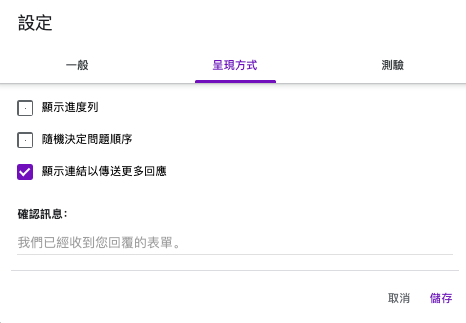 設定
一般
呈現方式
測驗
顯示進度列
隨機決定問題順序
顯示連結以傳送更多回應
確認訊息：
我們已經收到您回覆的表單。
取消
儲存